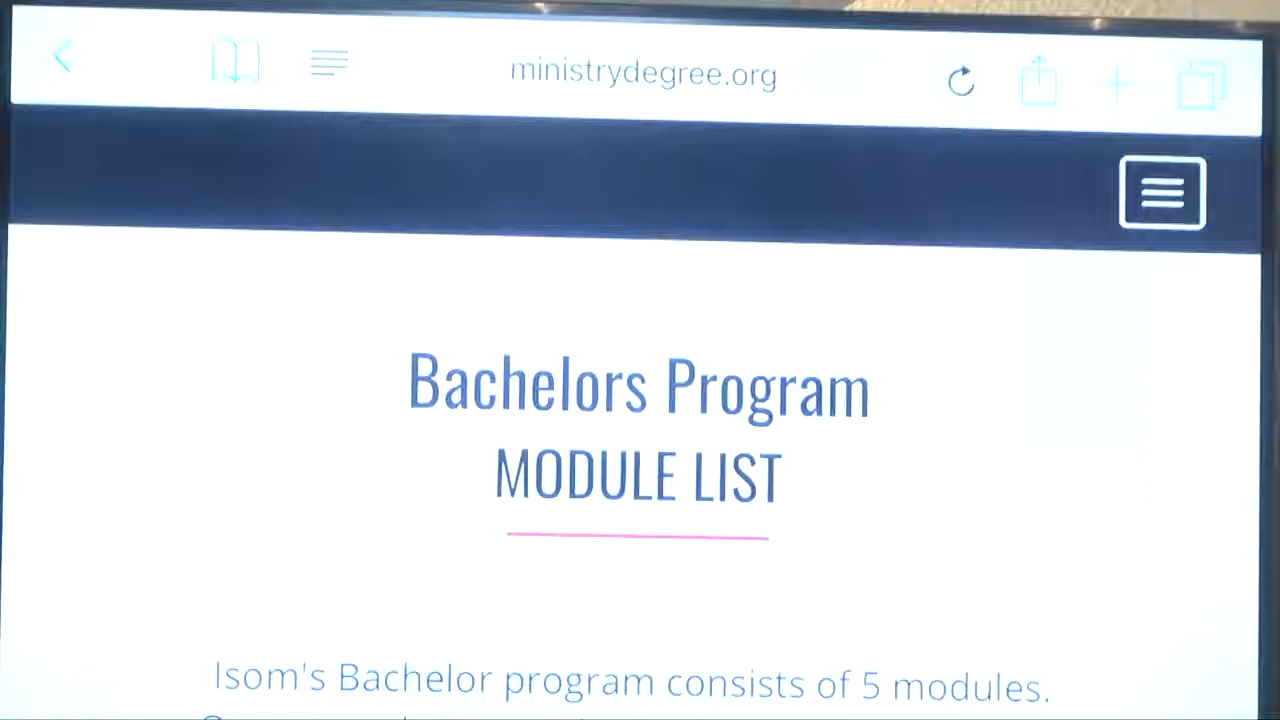 ministrydegree.org
Bachelors Program
MODULE LIST
Isom's Bachelor program consists of 5 modules.